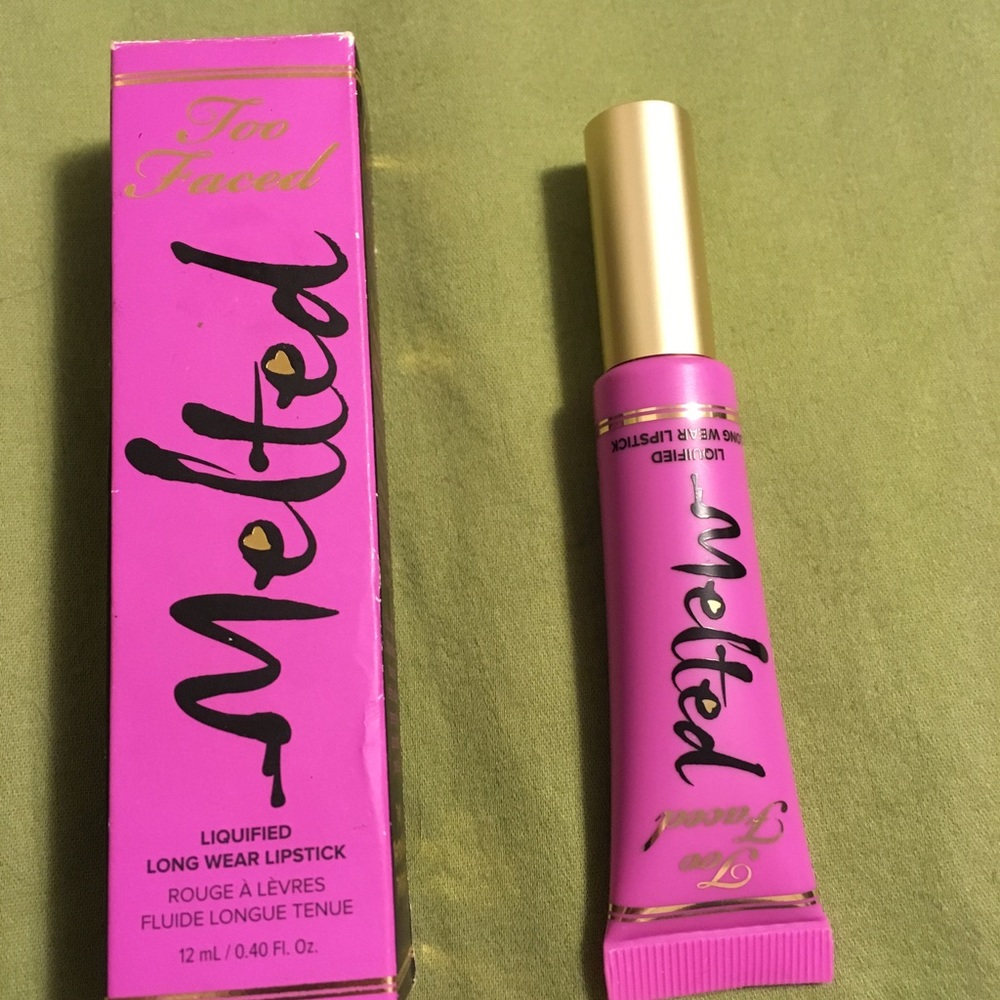 Too
Faced
Melted
LIQUIFIED
LONG WEAR LIPSTICK
ROUGE À LÈVRES
FLUIDE LONGUE TENUE
12 mL / 0.40 Fl. Oz.
Too
Faced
Melted
LIQUIFIED
LONG WEAR LIPSTICK